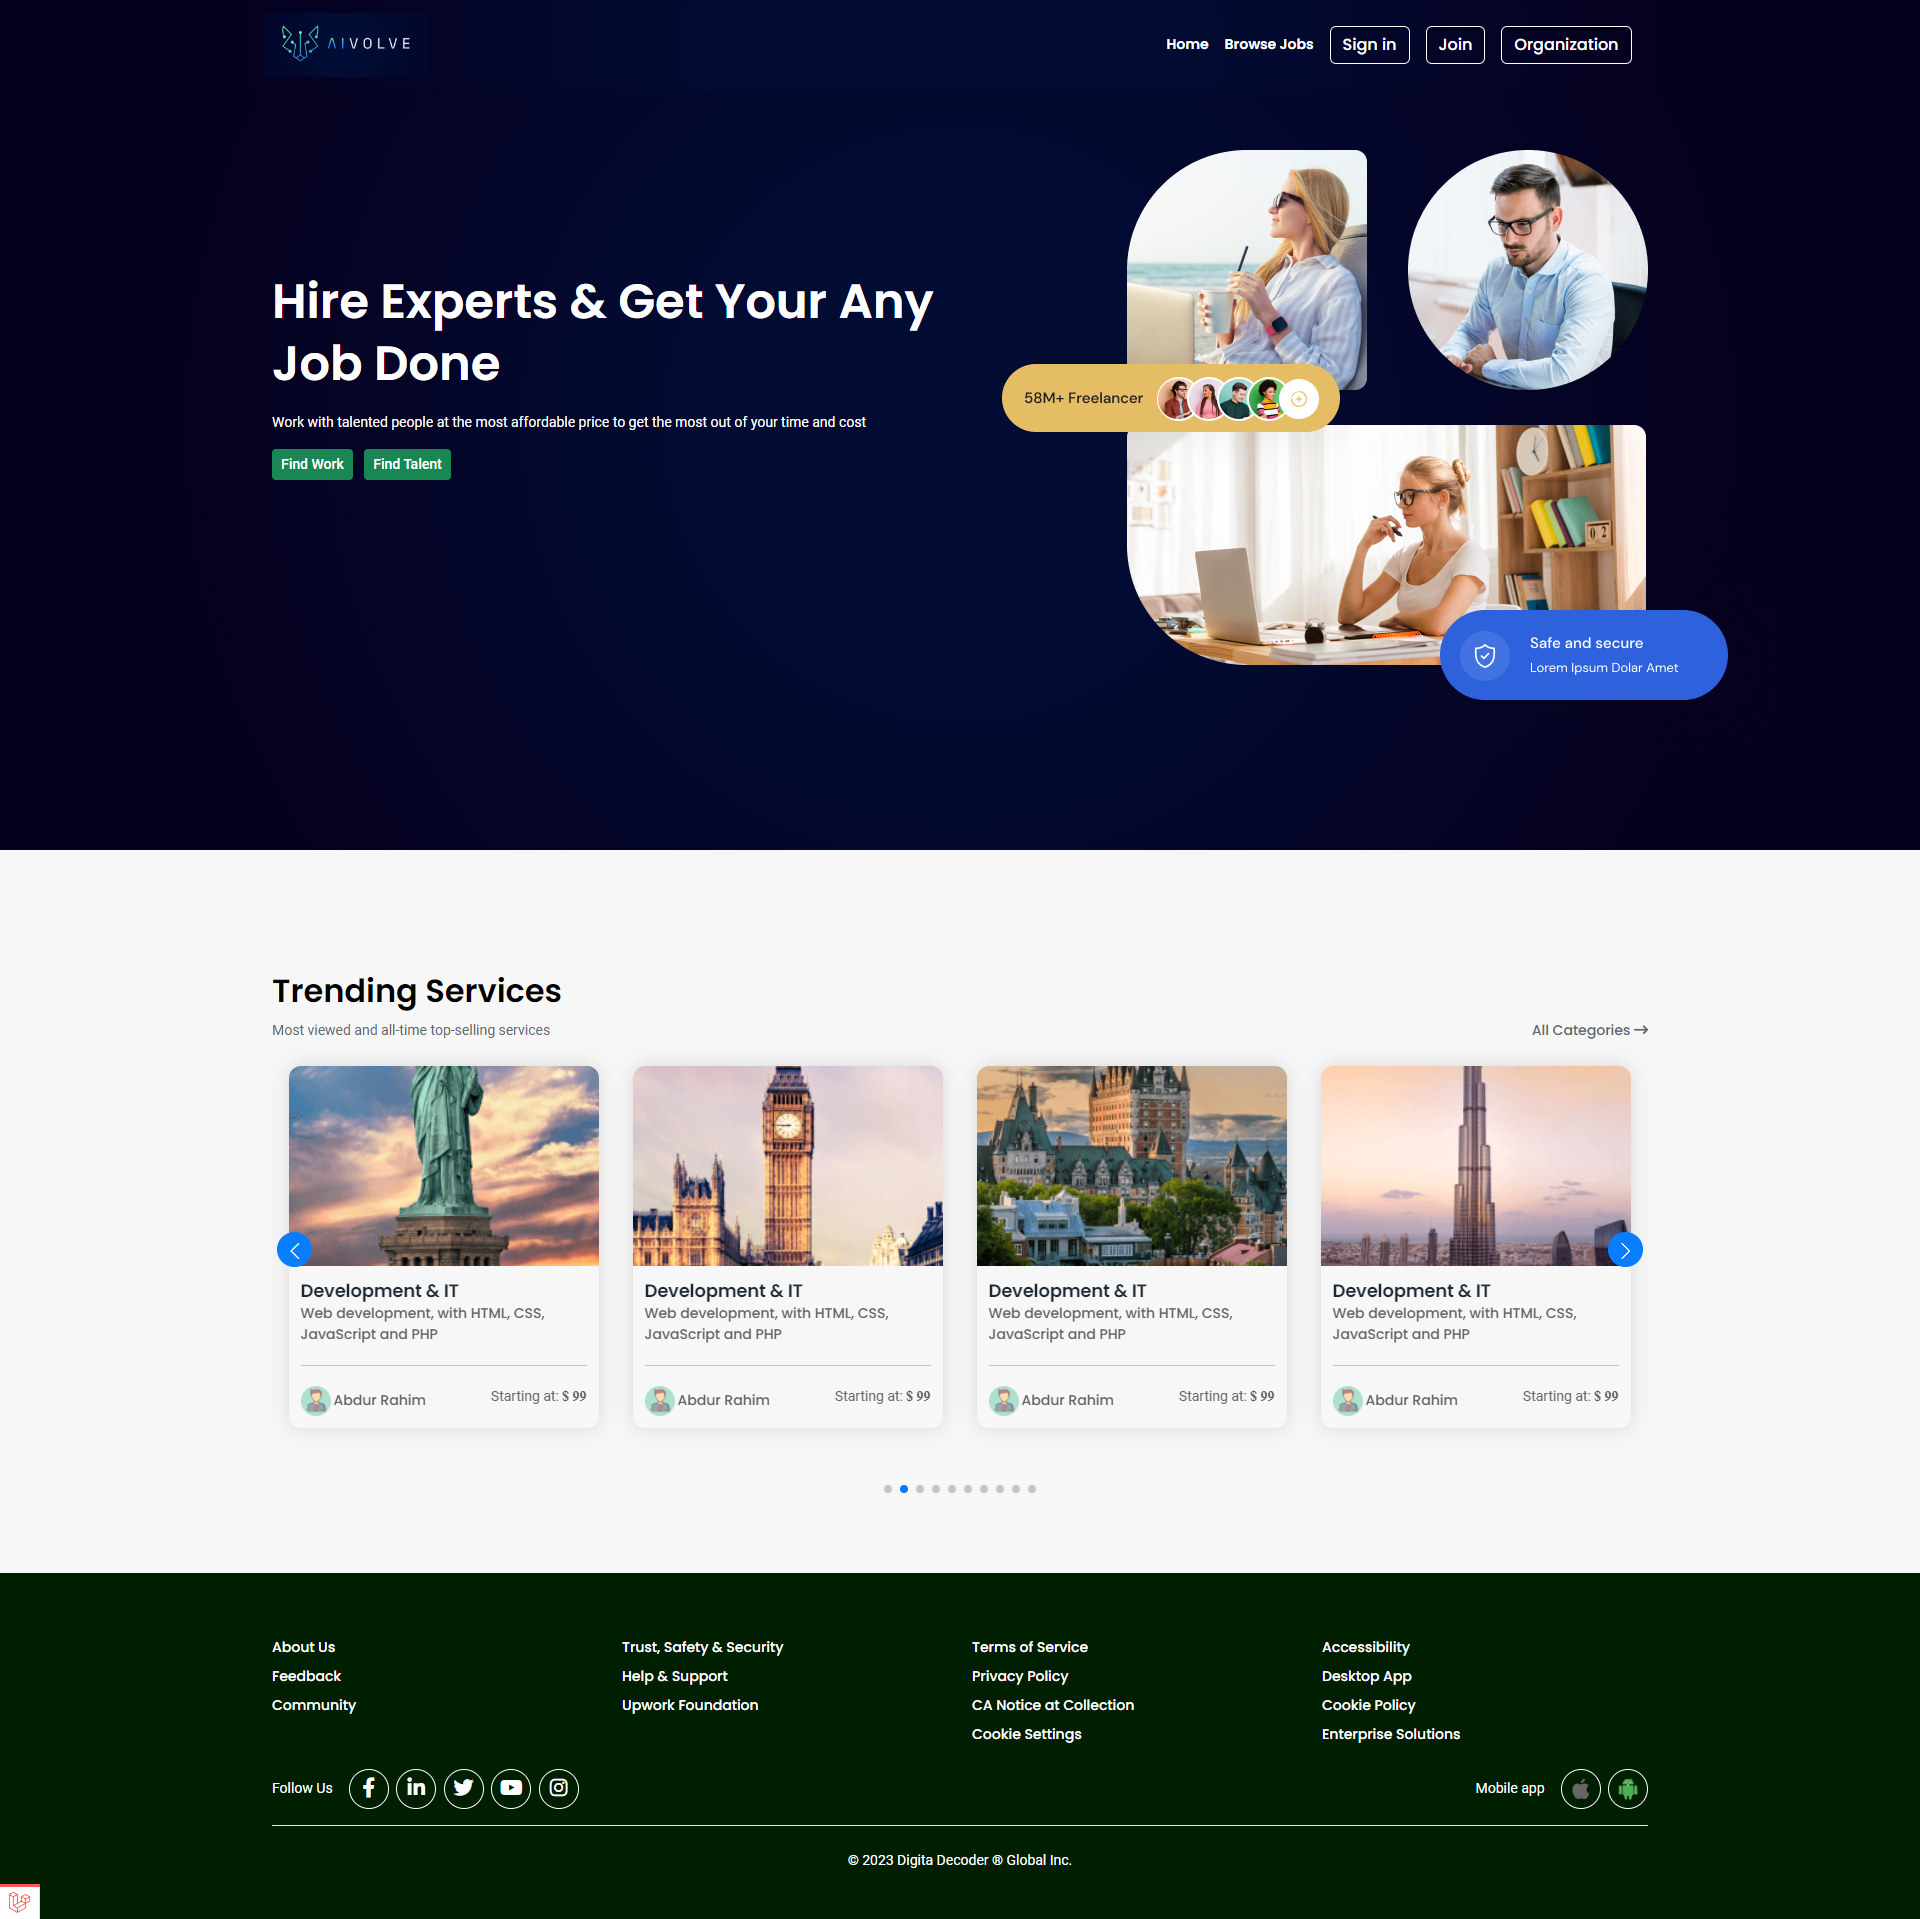 AIVOLVE
Home
Browse Jobs
Sign in
Join
Organization
Hire Experts & Get Your Any
Job Done
Work with talented people at the most affordable price to get the most out of your time and cost
Find Work
Find Talent
58M+ Freelancer
02
Safe and secure
Lorem Ipsum Dolar Amet
Trending Services
Most viewed and all-time top-selling services
All Categories
Development & IT
Web development, with HTML, CSS,
JavaScript and PHP
Abdur Rahim
Starting at: $ 99
Development & IT
Web development, with HTML, CSS,
JavaScript and PHP
Abdur Rahim
Starting at: $ 99
Development & IT
Web development, with HTML, CSS,
JavaScript and PHP
Abdur Rahim
Starting at: $ 99
Development & IT
Web development, with HTML, CSS,
JavaScript and PHP
Abdur Rahim
Starting at: $ 99
About Us
Feedback
Community
Trust, Safety & Security
Help & Support
Upwork Foundation
Terms of Service
Privacy Policy
CA Notice at Collection
Cookie Settings
Accessibility
Desktop App
Cookie Policy
Enterprise Solutions
Follow Us
Mobile app
© 2023 Digita Decoder ® Global Inc.